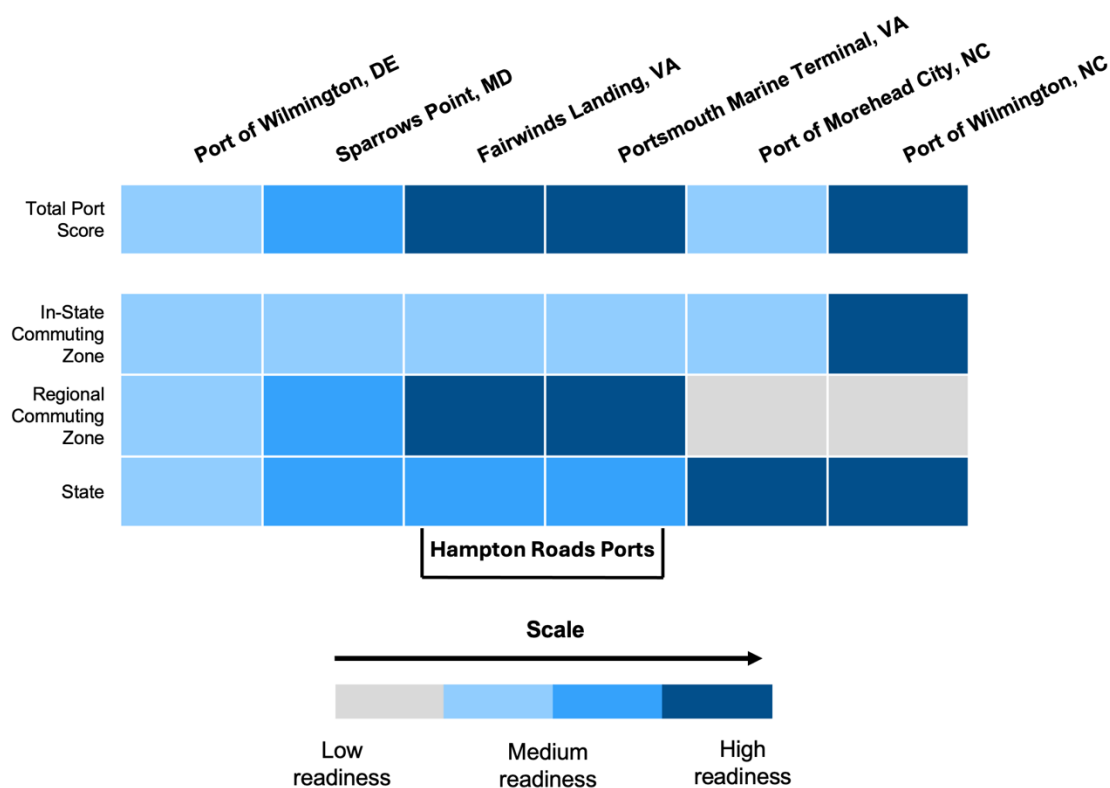 Port of Wilmington, DE
Sparrows Point, MD
Fairwinds Landing, VA
Portsmouth Marine Terminal, VA
Port of Morehead City, NC
Port of Wilmington, NC
Total Port
Score
In-State
Commuting
Zone
Regional
Commuting
Zone
State
Hampton Roads Ports
Scale
Low
readiness
Medium
readiness
High
readiness